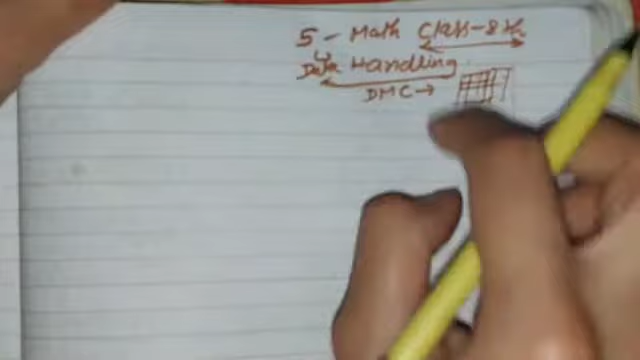 5 - Math Class-8th
Data Handling
DMC →